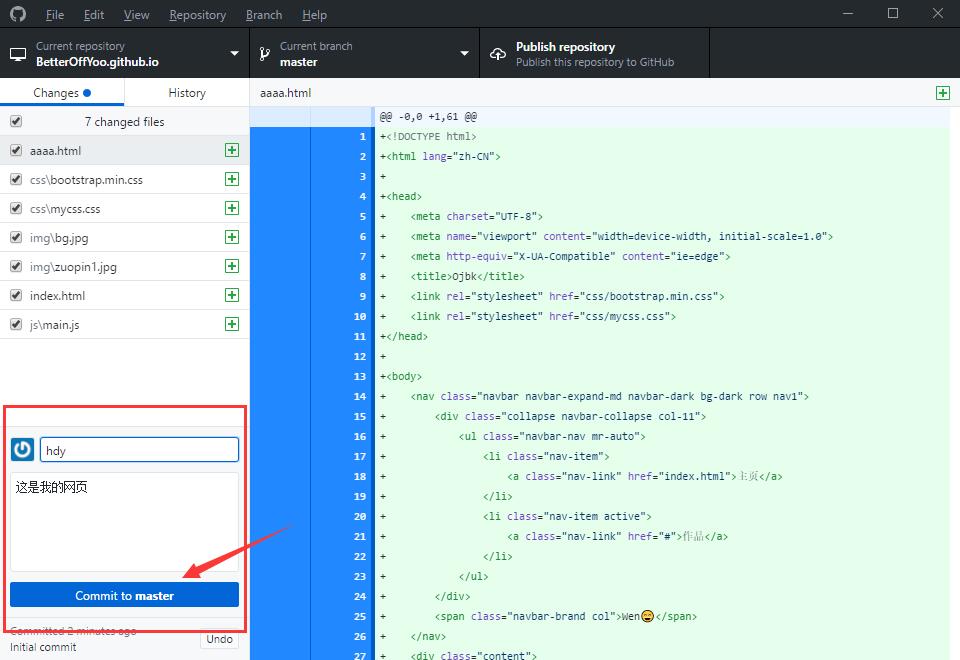 File Edit View Repository Branch Help
Current repository
BetterOffYoo.github.io
Current branch
master
Publish repository
Publish this repository to GitHub
Changes History
aaaa.html
7 changed files
aaaa.html
css\bootstrap.min.css
css\mycss.css
img\bg.jpg
img\zuopin1.jpg
index.html
js\main.js
hdy
这是我的网页
Commit to master
Committed 2 minutes ago
Initial commit
Undo
@@ -0,0 +1,61 @@
1 +<!DOCTYPE html>
2 +<html lang="zh-CN">
3 +
4 +<head>
5 + <meta charset="UTF-8">
6 + <meta name="viewport" content="width=device-width, initial-scale=1.0">
7 + <meta http-equiv="X-UA-Compatible" content="ie=edge">
8 + <title>Ojbk</title>
9 + <link rel="stylesheet" href="css/bootstrap.min.css">
10 + <link rel="stylesheet" href="css/mycss.css">
11 +</head>
12 +
13 +<body>
14 + <nav class="navbar navbar-expand-md navbar-dark bg-dark row nav1">
15 + <div class="collapse navbar-collapse col-11">
16 + <ul class="navbar-nav mr-auto">
17 + <li class="nav-item">
18 + <a class="nav-link" href="index.html">主页</a>
19 + </li>
20 + <li class="nav-item active">
21 + <a class="nav-link" href="#">作品</a>
22 + </li>
23 + </ul>
24 + </div>
25 + <span class="navbar-brand col">Wen😄</span>
26 + </nav>
27 + <div class="content">